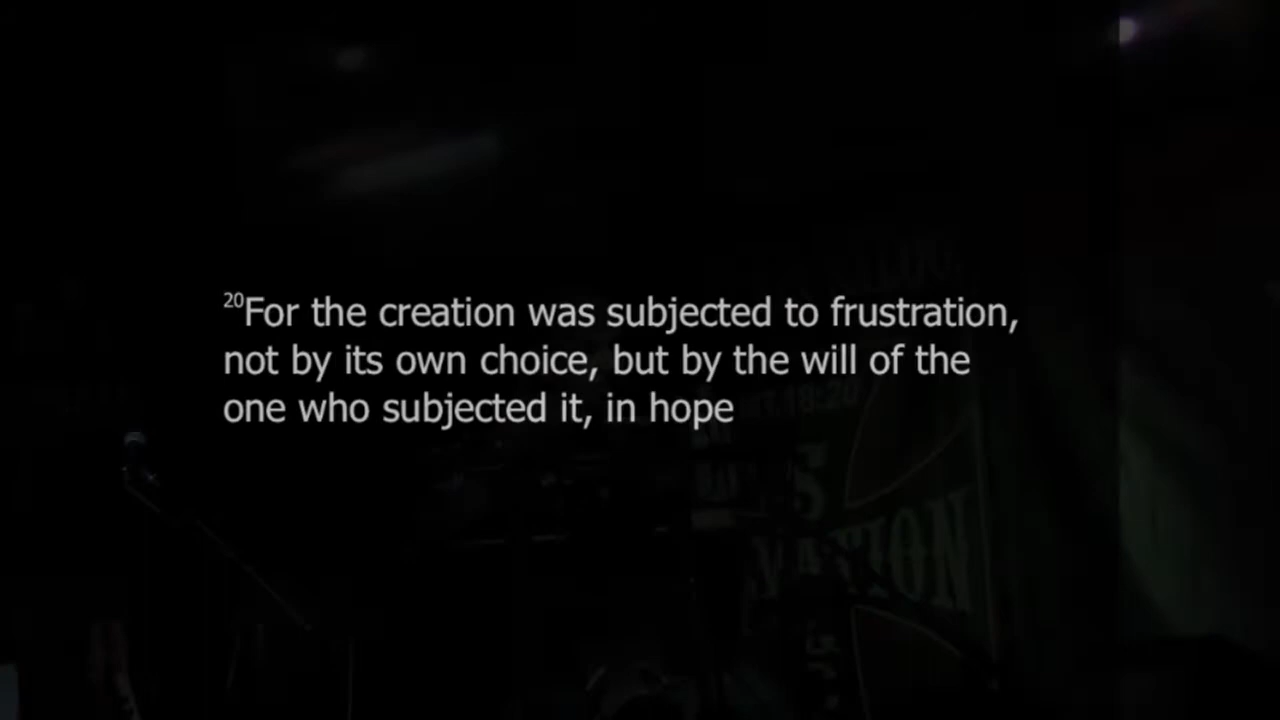 ²⁰For the creation was subjected to frustration,
not by its own choice, but by the will of the
one who subjected it, in hope